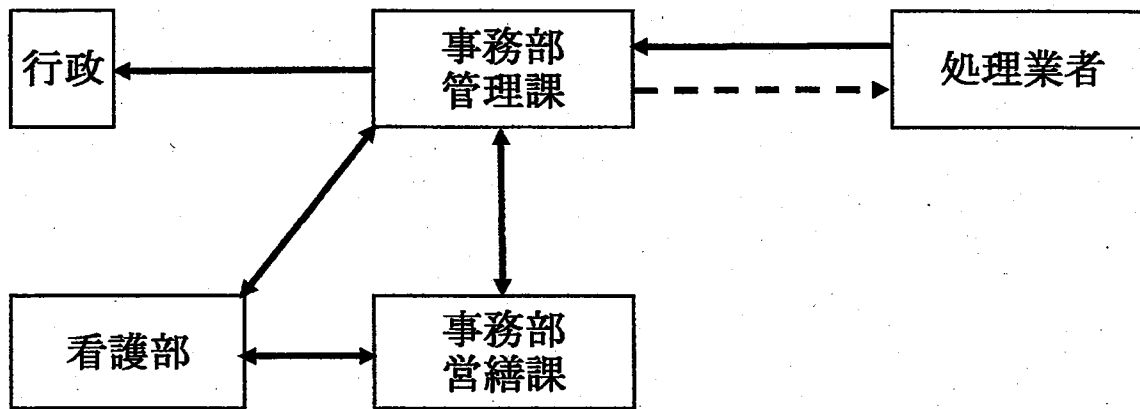 行政
事務部
管理課
処理業者
看護部
事務部
営繕課